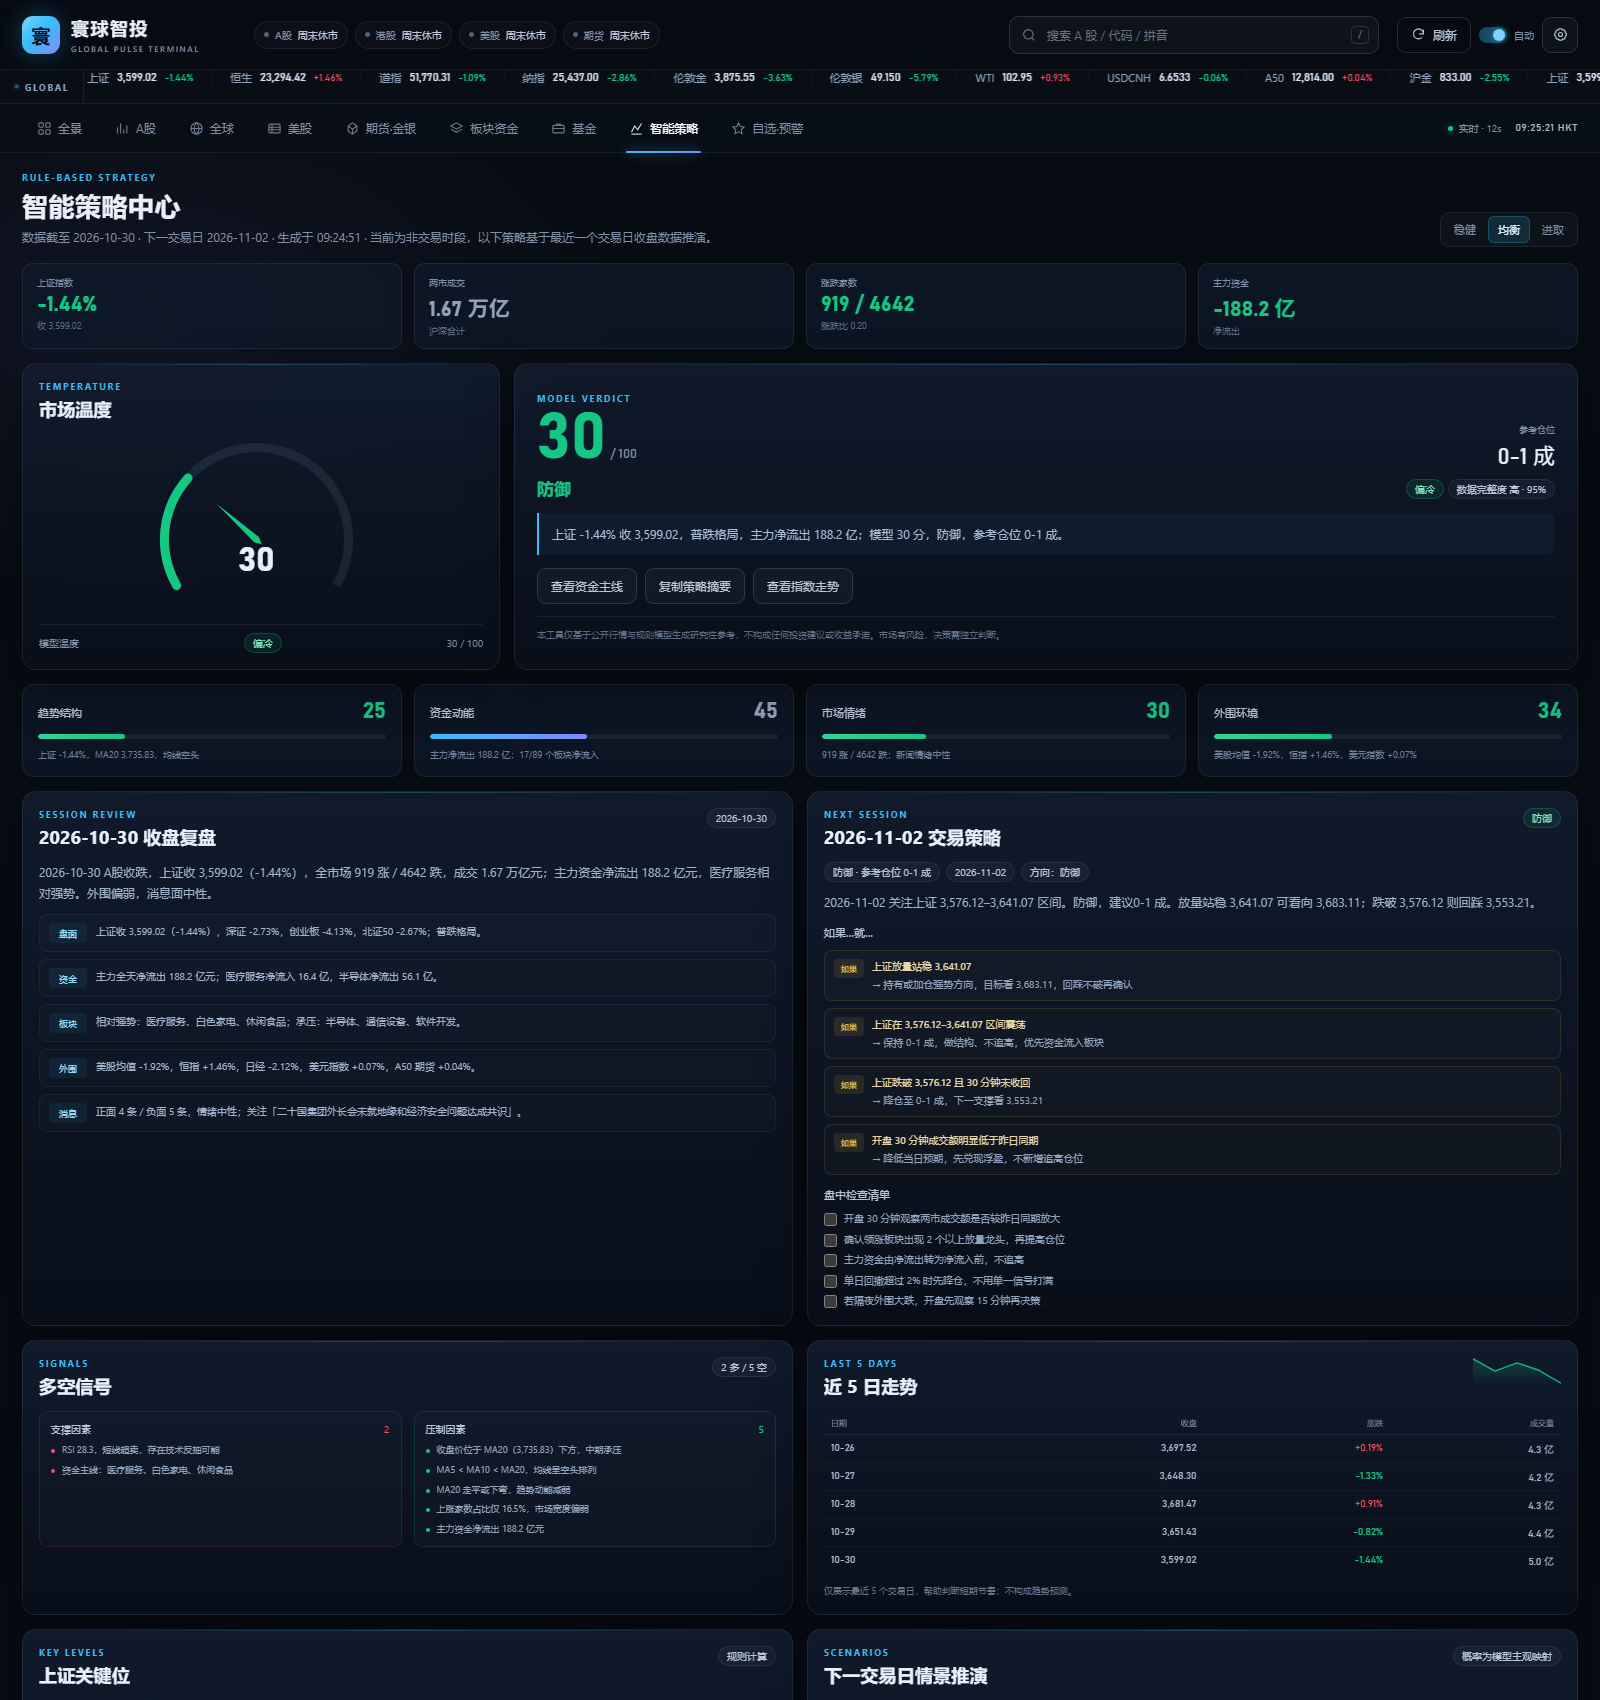 寰 寰球智投
GLOBAL PULSE TERMINAL
A股 周末休市
港股 周末休市
美股 周末休市
期货 周末休市
搜索 A 股 / 代码 / 拼音
/
刷新
自动
GLOBAL
上证 3,599.02 -1.44%
恒生 23,294.42 +1.46%
道指 51,770.31 -1.09%
纳指 25,437.00 -2.86%
伦敦金 3,875.55 -3.63%
伦敦银 49.150 -5.79%
WTI 102.95 +0.93%
USDCNH 6.6533 -0.06%
A50 12,814.00 +0.04%
沪金 833.00 -2.55%
上证 3,599
全景
A股
全球
美股
期货·金银
板块资金
基金
智能策略
自选·预警
实时 · 12s
09:25:21 HKT
RULE-BASED STRATEGY
智能策略中心
数据截至 2026-10-30 · 下一交易日 2026-11-02 · 生成于 09:24:51 · 当前为非交易时段，以下策略基于最近一个交易日收盘数据推演。
稳健
均衡
进取
上证指数
-1.44%
收 3,599.02
两市成交
1.67 万亿
沪深合计
涨跌家数
919 / 4642
涨跌比 0.20
主力资金
-188.2 亿
净流出
TEMPERATURE
市场温度
30
模型温度
偏冷
30 / 100
MODEL VERDICT
30 / 100
防御
参考仓位
0-1 成
偏冷
数据完整度 高 · 95%
上证 -1.44% 收 3,599.02，普跌格局，主力净流出 188.2 亿；模型 30 分，防御，参考仓位 0-1 成。
查看资金主线
复制策略摘要
查看指数走势
本工具仅基于公开行情与规则模型生成研究性参考，不构成任何投资建议或收益承诺。市场有风险，决策需独立判断。
趋势结构 25
上证 -1.44%，MA20 3,735.83，均线空头
资金动能 45
主力净流出 188.2 亿；17/89 个板块净流入
市场情绪 30
919 涨 / 4642 跌；新闻情绪中性
外围环境 34
美股均值 -1.92%，恒指 +1.46%，美元指数 +0.07%
SESSION REVIEW
2026-10-30 收盘复盘
2026-10-30
2026-10-30 A股收跌，上证收 3,599.02（-1.44%），全市场 919 涨 / 4642 跌，成交 1.67 万亿元；主力资金净流出 188.2 亿元，医疗服务相
对强势。外围偏弱，消息面中性。
盘面 上证收 3,599.02（-1.44%），深证 -2.73%，创业板 -4.13%，北证50 -2.67%；普跌格局。
资金 主力全天净流出 188.2 亿元；医疗服务净流入 16.4 亿，半导体净流出 56.1 亿。
板块 相对强势：医疗服务、白色家电、休闲食品；承压：半导体、通信设备、软件开发。
外围 美股均值 -1.92%，恒指 +1.46%，日经 -2.12%，美元指数 +0.07%，A50 期货 +0.04%。
消息 正面 4 条 / 负面 5 条，情绪中性；关注「二十国集团外长会未就地缘和经济安全问题达成共识」。
NEXT SESSION
2026-11-02 交易策略
防御
防御 · 参考仓位 0-1 成
2026-11-02
方向：防御
2026-11-02 关注上证 3,576.12–3,641.07 区间。防御，建议0-1 成。放量站稳 3,641.07 可看向 3,683.11；跌破 3,576.12 则回踩 3,553.21。
如果...就...
如果 上证放量站稳 3,641.07
→ 持有或加仓强势方向，目标看 3,683.11，回踩不破再确认
如果 上证在 3,576.12–3,641.07 区间震荡
→ 保持 0-1 成，做结构、不追高，优先资金流入板块
如果 上证跌破 3,576.12 且 30 分钟未收回
→ 降仓至 0-1 成，下一支撑看 3,553.21
如果 开盘 30 分钟成交额明显低于昨日同期
→ 降低当日预期，先兑现浮盈，不新增追高仓位
盘中检查清单
开盘 30 分钟观察两市成交额是否较昨日同期放大
确认领涨板块出现 2 个以上放量龙头，再提高仓位
主力资金由净流出转为净流入前，不追高
单日回撤超过 2% 时先降仓，不用单一信号打满
若隔夜外围大跌，开盘先观察 15 分钟再决策
SIGNALS
多空信号
2 多 / 5 空
支撑因素 2
RSI 28.3，短线超卖，存在技术反抽可能
资金主线：医疗服务、白色家电、休闲食品
压制因素 5
收盘价位于 MA20（3,735.83）下方，中期承压
MA5 < MA10 < MA20，均线呈空头排列
MA20 走平或下弯，趋势动能减弱
上涨家数占比仅 16.5%，市场宽度偏弱
主力资金净流出 188.2 亿元
LAST 5 DAYS
近 5 日走势
日期 收盘 涨跌 成交量
10-26 3,697.52 +0.19% 4.3 亿
10-27 3,648.30 -1.33% 4.2 亿
10-28 3,681.47 +0.91% 4.3 亿
10-29 3,651.43 -0.82% 4.4 亿
10-30 3,599.02 -1.44% 5.0 亿
仅展示最近 5 个交易日，帮助判断短期节奏；不构成趋势预测。
KEY LEVELS
上证关键位
规则计算
SCENARIOS
下一交易日情景推演
概率为模型主观映射